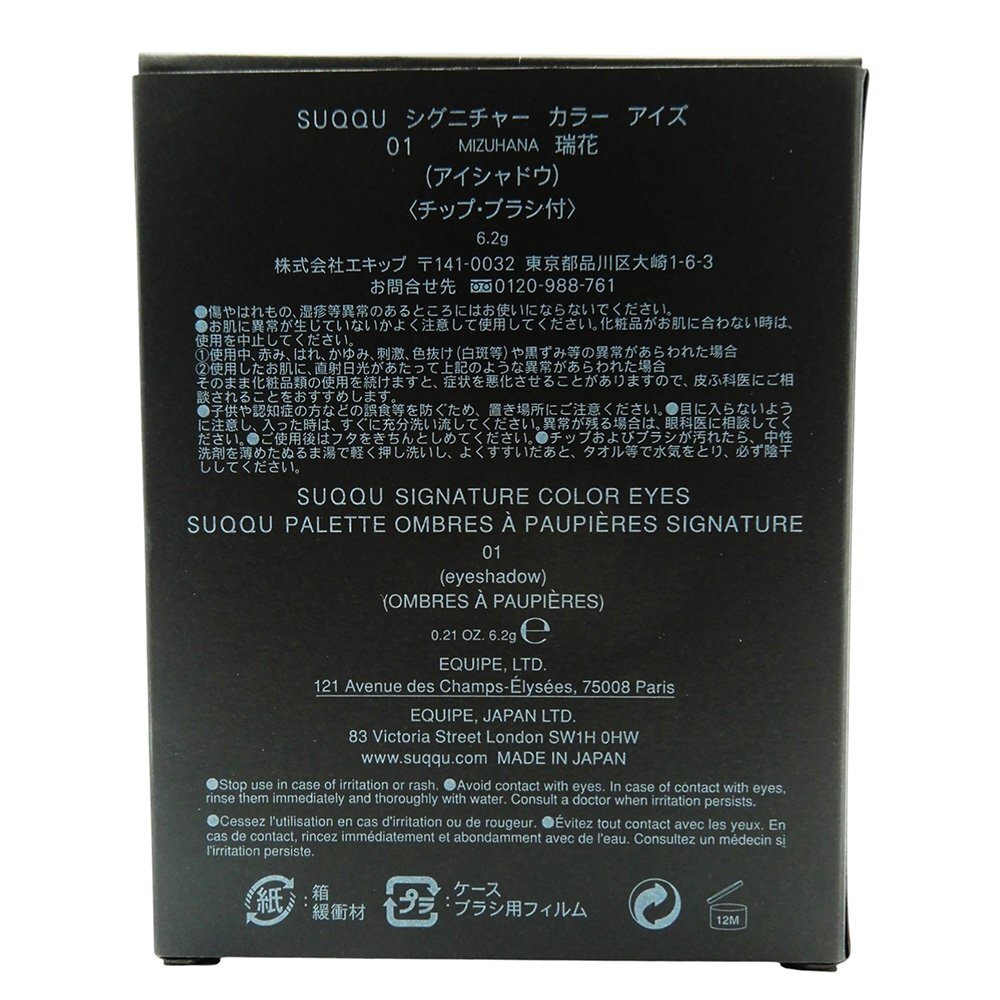 SUQQU シグニチャー カラー アイズ
01 MIZUHANA 瑞花
(アイシャドウ)
〈チップ・ブラシ付〉
6.2g
株式会社エキップ 〒141-0032 東京都品川区大崎1-6-3
お問合せ先 0120-988-761
●傷やはれもの、湿疹等異常のあるところにはお使いにならないでください。
●お肌に異常が生じていないかよく注意して使用してください。化粧品がお肌に合わない時は、
使用を中止してください。
①使用中、赤み、はれ、かゆみ、刺激、色抜け(白斑等)や黒ずみ等の異常があらわれた場合
②使用したお肌に、直射日光があたって上記のような異常があらわれた場合
そのまま化粧品類の使用を続けますと、症状を悪化させることがありますので、皮ふ科医にご相
談されることをおすすめします。
●子供や認知症の方などの誤食等を防ぐため、置き場所にご注意ください。●目に入らないよう
に注意し、入った時は、すぐに充分洗い流してください。異常が残る場合は、眼科医に相談してく
ださい。●ご使用後はフタをきちんとしめてください。●チップおよびブラシが汚れたら、中性
洗剤を薄めたぬるま湯で軽く押し洗いし、よくすすいだあと、タオル等で水気をとり、必ず陰干
ししてください。
SUQQU SIGNATURE COLOR EYES
SUQQU PALETTE OMBRES À PAUPIÈRES SIGNATURE
01
(eyeshadow)
(OMBRES À PAUPIÈRES)
0.21 OZ. 6.2g ℮
EQUIPE, LTD.
121 Avenue des Champs-Élysées, 75008 Paris
EQUIPE, JAPAN LTD.
83 Victoria Street London SW1H 0HW
www.suqqu.com MADE IN JAPAN
●Stop use in case of irritation or rash. ●Avoid contact with eyes. In case of contact with eyes,
rinse them immediately and thoroughly with water. Consult a doctor when irritation persists.
●Cessez l'utilisation en cas d'irritation ou de rougeur. ●Évitez tout contact avec les yeux. En
cas de contact, rincez immédiatement et abondamment avec de l'eau. Consultez un médecin si
l'irritation persiste.
紙 :箱 プラ :ケース
緩衝材 ブラシ用フィルム
12M